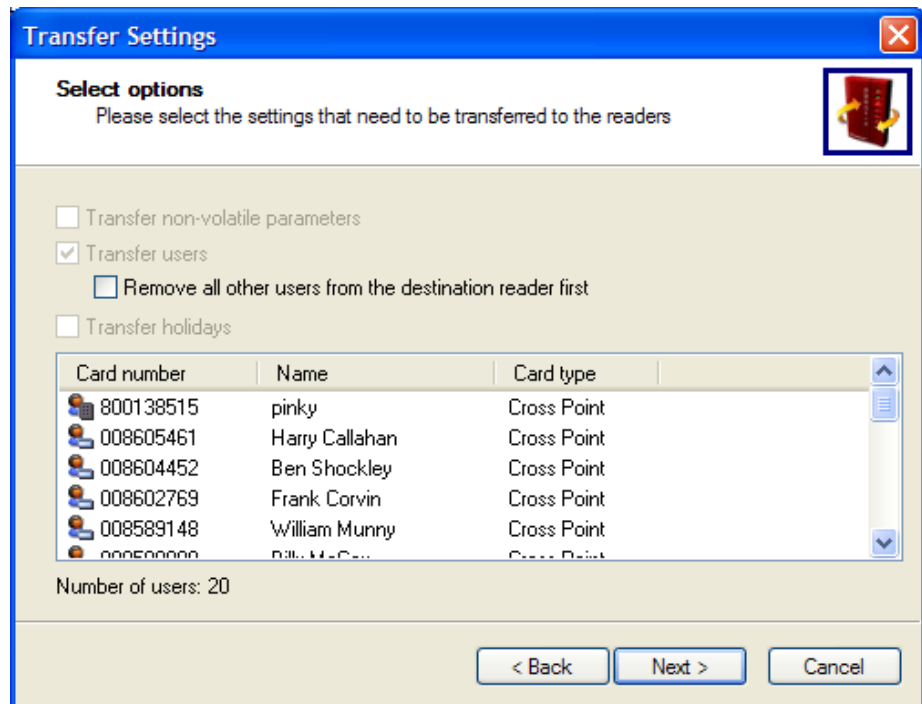 Transfer Settings
Select options
Please select the settings that need to be transferred to the readers
Transfer non-volatile parameters
Transfer users
Remove all other users from the destination reader first
Transfer holidays
Card number Name Card type
800138515 pinky Cross Point
008605461 Harry Callahan Cross Point
008604452 Ben Shockley Cross Point
008602769 Frank Corvin Cross Point
008589148 William Munny Cross Point
Number of users: 20
< Back Next > Cancel